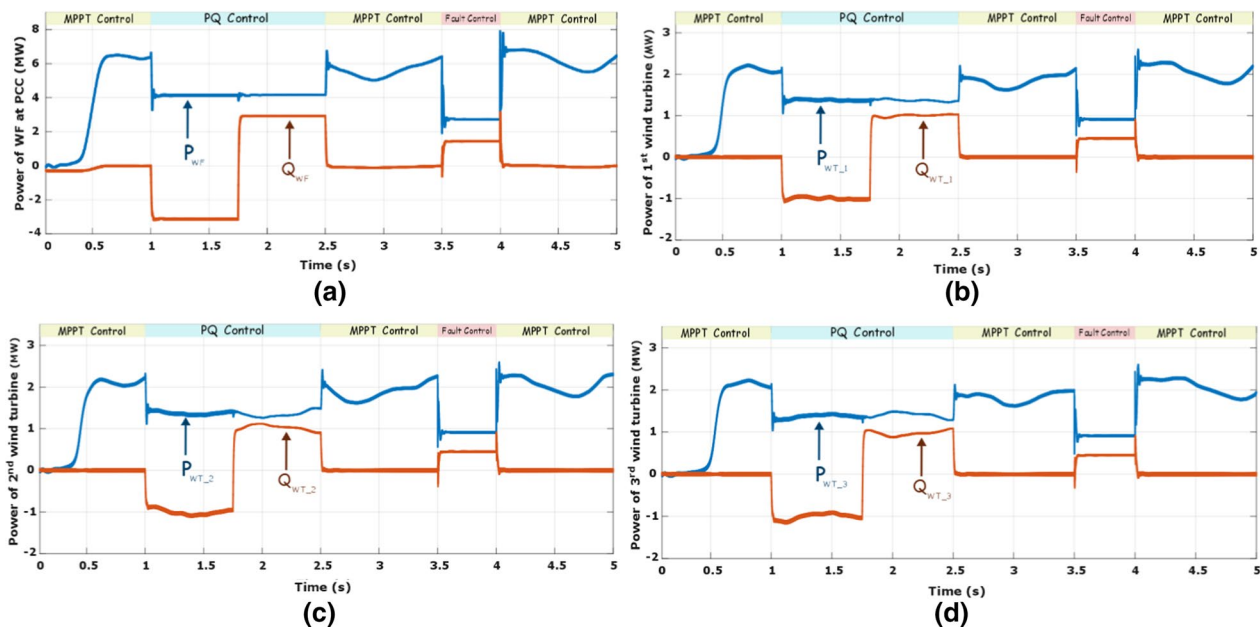 MPPT Control PQ Control MPPT Control Fault Control MPPT Control
Power of WF at PCC (MW)
8
6
4
2
0
-2
-4
P WF
Q WF
0 0.5 1 1.5 2 2.5 3 3.5 4 4.5 5
Time (s)
(a)
MPPT Control PQ Control MPPT Control Fault Control MPPT Control
Power of 1st wind turbine (MW)
3
2
1
0
-1
-2
P WT_1
Q WT_1
0 0.5 1 1.5 2 2.5 3 3.5 4 4.5 5
Time (s)
(b)
MPPT Control PQ Control MPPT Control Fault Control MPPT Control
Power of 2nd wind turbine (MW)
3
2
1
0
-1
-2
P WT_2
Q WT_2
0 0.5 1 1.5 2 2.5 3 3.5 4 4.5 5
Time (s)
(c)
MPPT Control PQ Control MPPT Control Fault Control MPPT Control
Power of 3rd wind turbine (MW)
3
2
1
0
-1
-2
P WT_3
Q WT_3
0 0.5 1 1.5 2 2.5 3 3.5 4 4.5 5
Time (s)
(d)